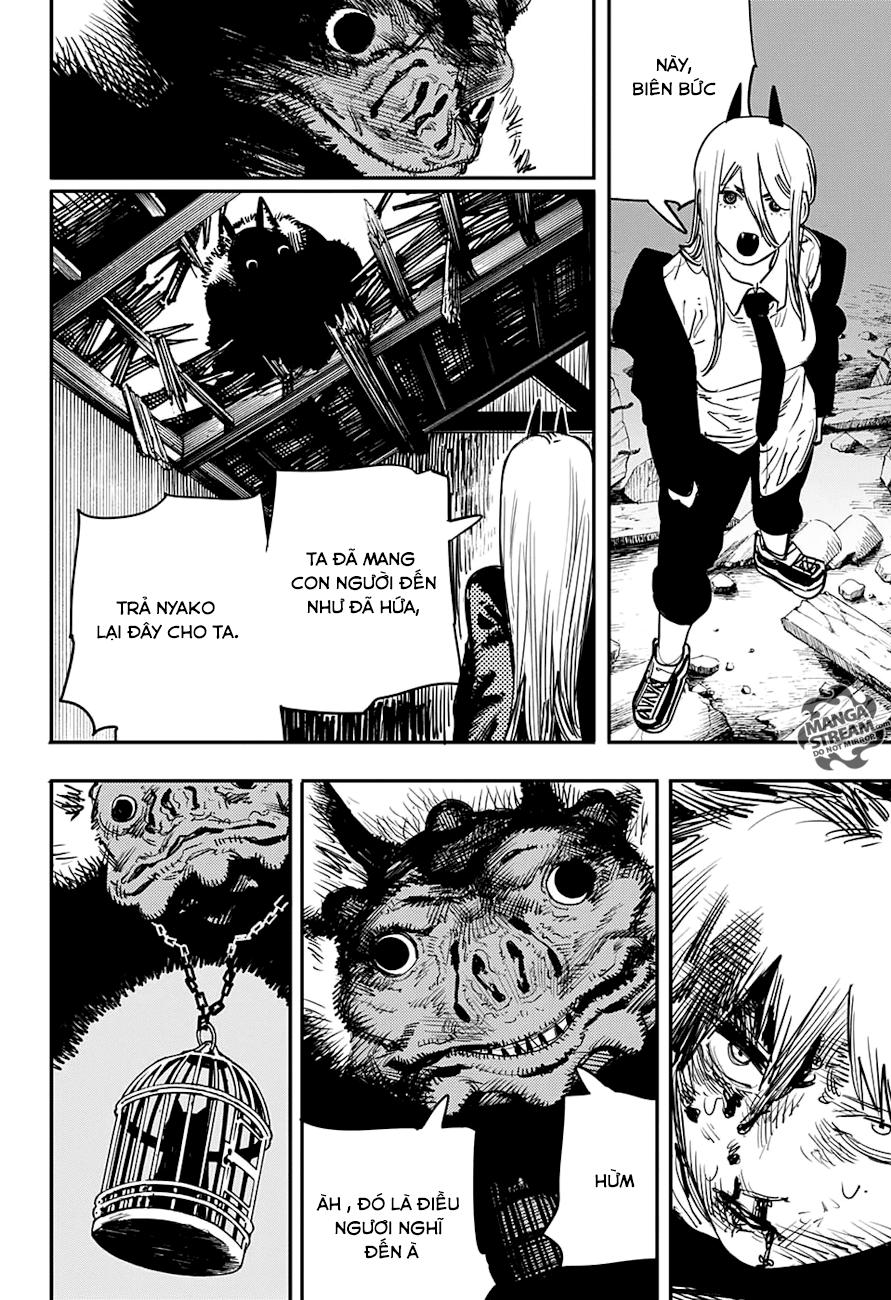 NÀY,
BIÊN BỨC
TA ĐÃ MANG
CON NGƯỜI ĐẾN
NHƯ ĐÃ HỨA,
TRẢ NYAKO
LẠI ĐÂY CHO TA.
MANGA
STREAM.COM
DO NOT MIRROR
HỪM
ÀH , ĐÓ LÀ ĐIỀU
NGƯƠI NGHĨ
ĐẾN À